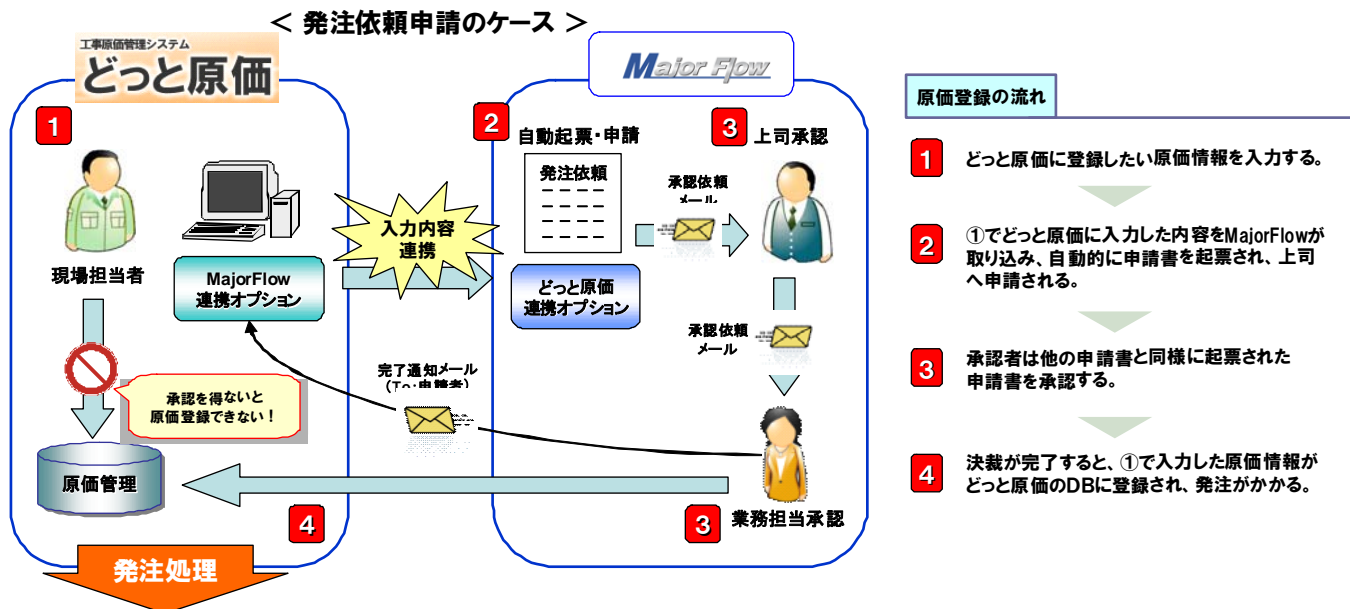 ＜ 発注依頼申請のケース ＞
工事原価管理システム
どっと原価
Major Flow
1
現場担当者
MajorFlow
連携オプション
承認を得ないと
原価登録できない！
原価管理
発注処理
入力内容
連携
2
自動起票・申請
発注依頼
どっと原価
連携オプション
承認依頼
メール
3
上司承認
承認依頼
メール
完了通知メール
（To：申請者）
3
業務担当承認
4
原価登録の流れ
1
どっと原価に登録したい原価情報を入力する。
2
①でどっと原価に入力した内容をMajorFlowが
取り込み、自動的に申請書を起票され、上司
へ申請される。
3
承認者は他の申請書と同様に起票された
申請書を承認する。
4
決裁が完了すると、①で入力した原価情報が
どっと原価のDBに登録され、発注がかかる。